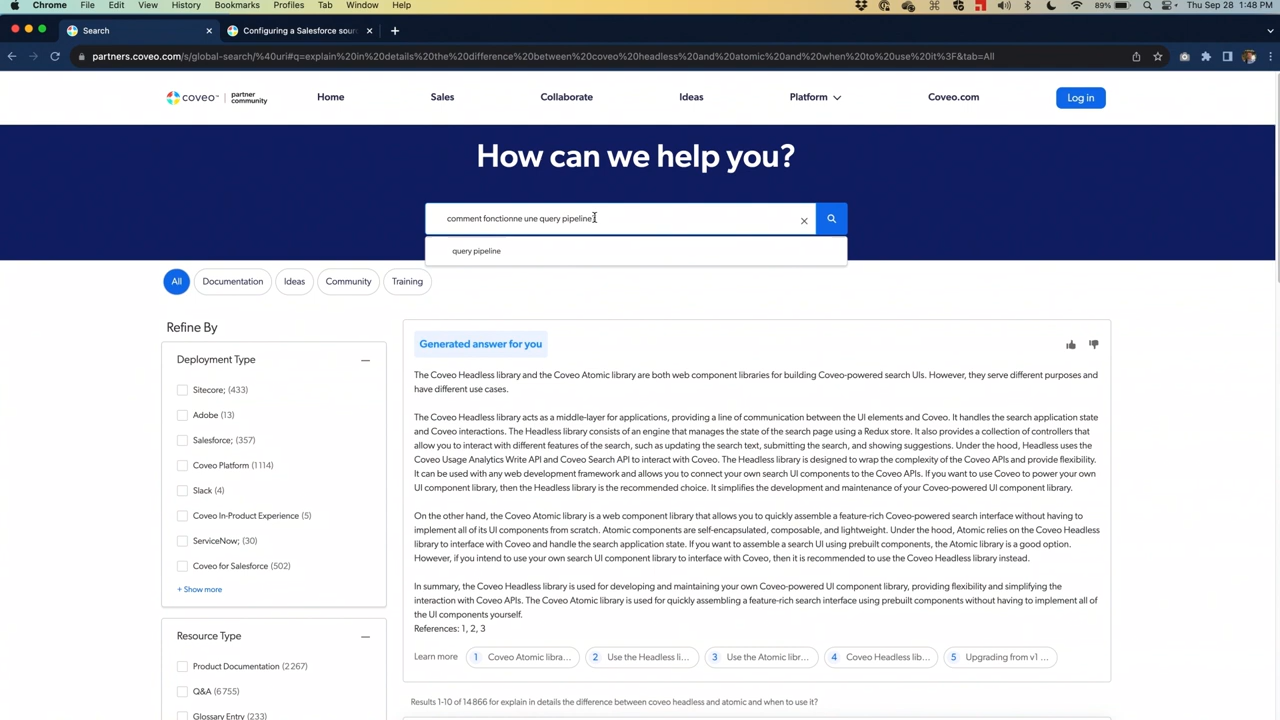 Chrome File Edit View History Bookmarks Profiles Tab Window Help 89% Thu Sep 28 1:48 PM
Search Configuring a Salesforce sour
partners.coveo.com/s/global-search/%40uri#q=explain%20in%20details%20the%20difference%20between%20coveo%20headless%20and%20atomic%20and%20when%20to%20use%20it%3F&tab=All
coveo™ partner community Home Sales Collaborate Ideas Platform Coveo.com Log in
How can we help you?
comment fonctionne une query pipeline
query pipeline
All Documentation Ideas Community Training
Refine By
Deployment Type
Sitecore; (433)
Adobe (13)
Salesforce; (357)
Coveo Platform (1 114)
Slack (4)
Coveo In-Product Experience (5)
ServiceNow; (30)
Coveo for Salesforce (502)
+ Show more
Resource Type
Product Documentation (2 267)
Q&A (6 755)
Glossary Entry (233)
Generated answer for you
The Coveo Headless library and the Coveo Atomic library are both web component libraries for building Coveo-powered search UIs. However, they serve different purposes and
have different use cases.
The Coveo Headless library acts as a middle-layer for applications, providing a line of communication between the UI elements and Coveo. It handles the search application state
and Coveo interactions. The Headless library consists of an engine that manages the state of the search page using a Redux store. It also provides a collection of controllers that
allow you to interact with different features of the search, such as updating the search text, submitting the search, and showing suggestions. Under the hood, Headless uses the
Coveo Usage Analytics Write API and Coveo Search API to interact with Coveo. The Headless library is designed to wrap the complexity of the Coveo APIs and provide flexibility.
It can be used with any web development framework and allows you to connect your own search UI components to the Coveo APIs. If you want to use Coveo to power your own
UI component library, then the Headless library is the recommended choice. It simplifies the development and maintenance of your Coveo-powered UI component library.
On the other hand, the Coveo Atomic library is a web component library that allows you to quickly assemble a feature-rich Coveo-powered search interface without having to
implement all of its UI components from scratch. Atomic components are self-encapsulated, composable, and lightweight. Under the hood, Atomic relies on the Coveo Headless
library to interface with Coveo and handle the search application state. If you want to assemble a search UI using prebuilt components, the Atomic library is a good option.
However, if you intend to use your own search UI component library to interface with Coveo, then it is recommended to use the Coveo Headless library instead.
In summary, the Coveo Headless library is used for developing and maintaining your own Coveo-powered UI component library, providing flexibility and simplifying the
interaction with Coveo APIs. The Coveo Atomic library is used for quickly assembling a feature-rich search interface using prebuilt components without having to implement all of
the UI components yourself.
References: 1, 2, 3
Learn more 1 Coveo Atomic libra... 2 Use the Headless li... 3 Use the Atomic libr... 4 Coveo Headless lib... 5 Upgrading from v1 ...
Results 1-10 of 14 866 for explain in details the difference between coveo headless and atomic and when to use it?